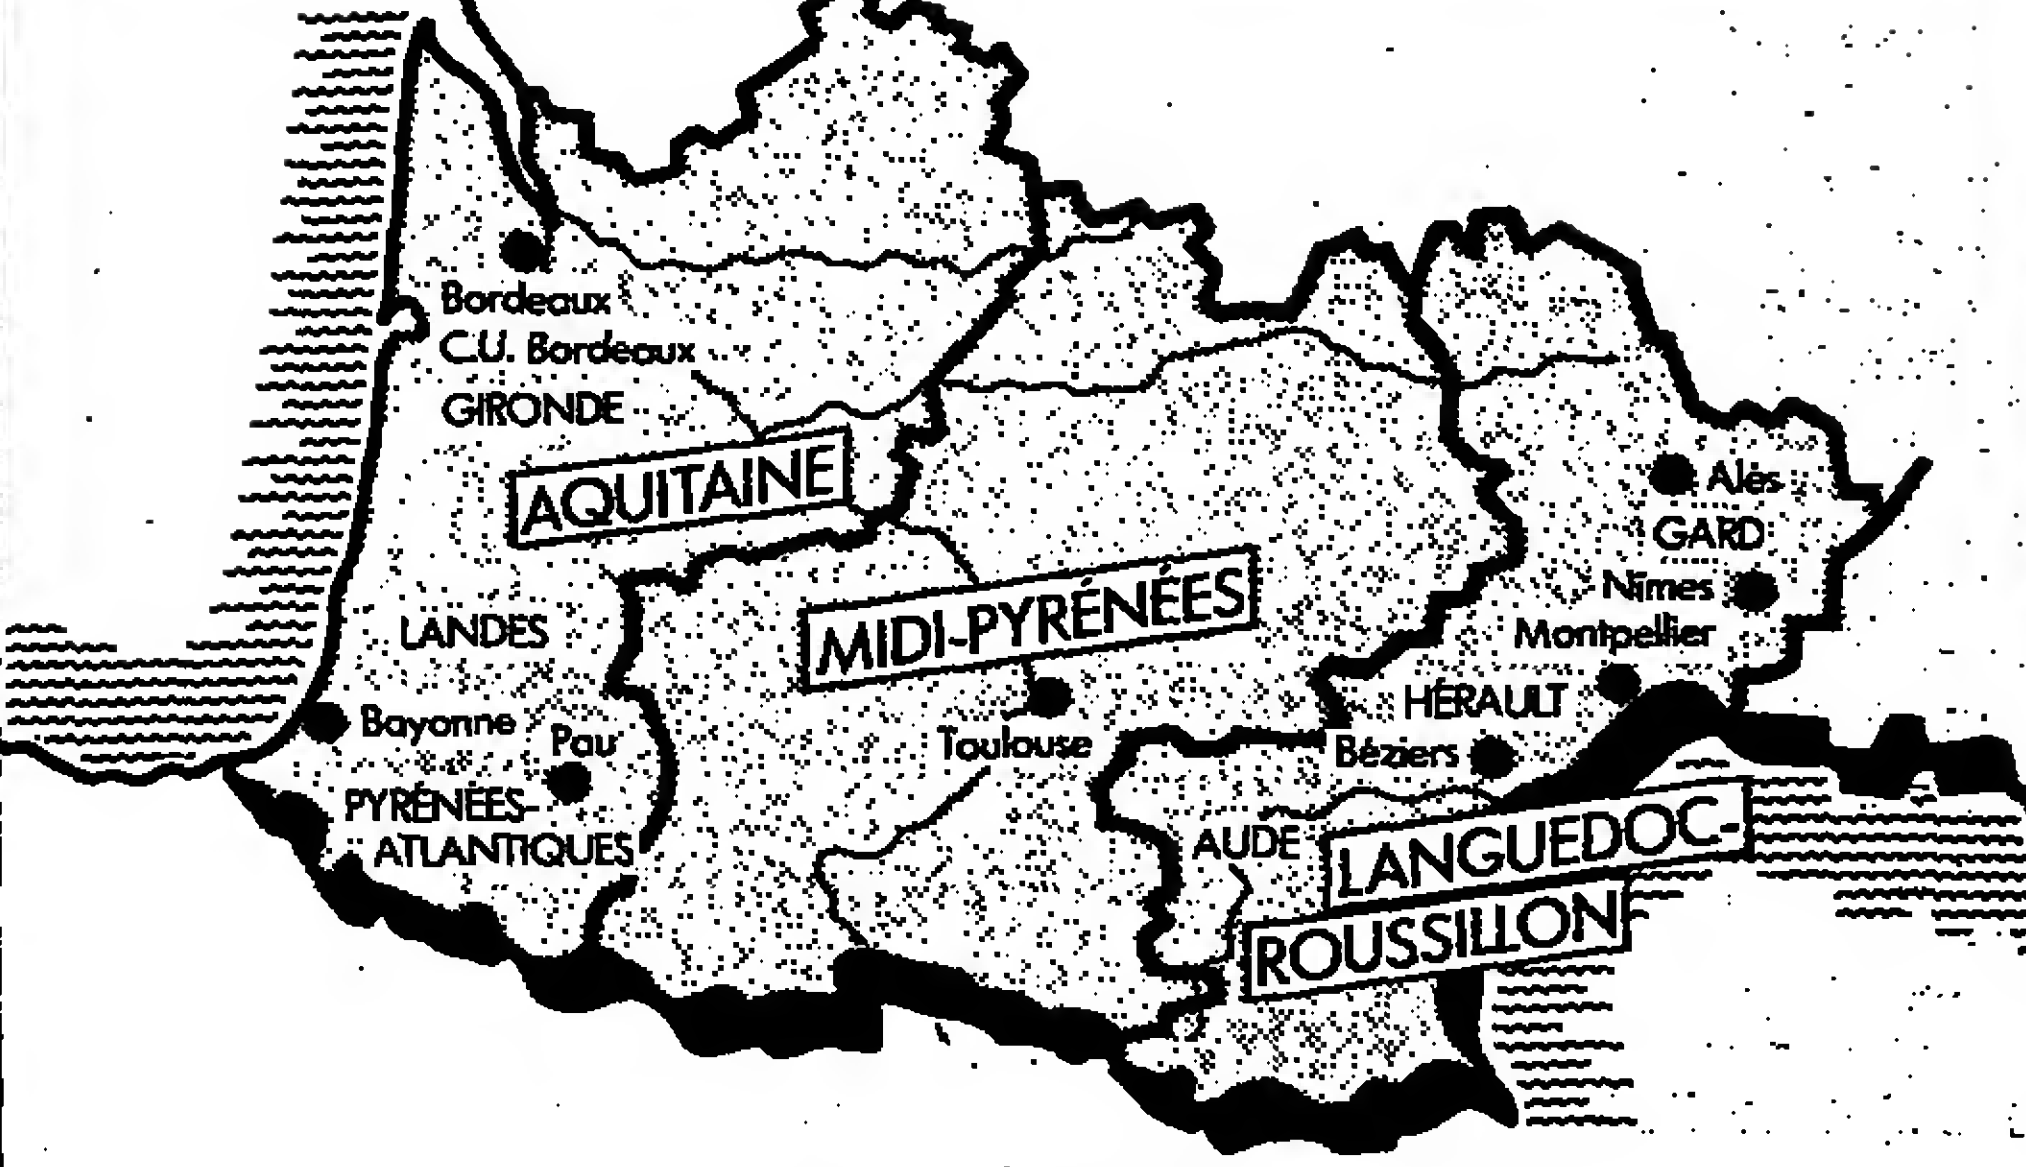 Bordeaux
C.U. Bordeaux
GIRONDE
AQUITAINE
LANDES
Bayonne
Pau
PYRÉNÉES-
ATLANTIQUES
MIDI-PYRÉNÉES
Toulouse
Alès
GARD
Nîmes
Montpellier
HÉRAULT
Béziers
AUDE
LANGUEDOC-
ROUSSILLON